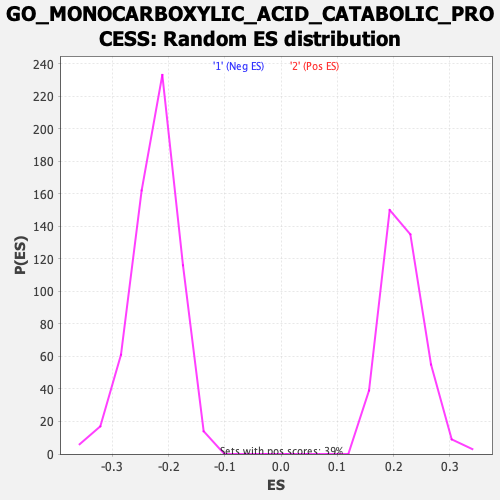 GO_MONOCARBOXYLIC_ACID_CATABOLIC_PRO
CESS: Random ES distribution
'1' (Neg ES) '2' (Pos ES)
240
220
200
180
160
140
120
100
80
60
40
20
0
P(ES)
Sets with pos scores: 39%
-0.3 -0.2 -0.1 0.0 0.1 0.2 0.3
ES